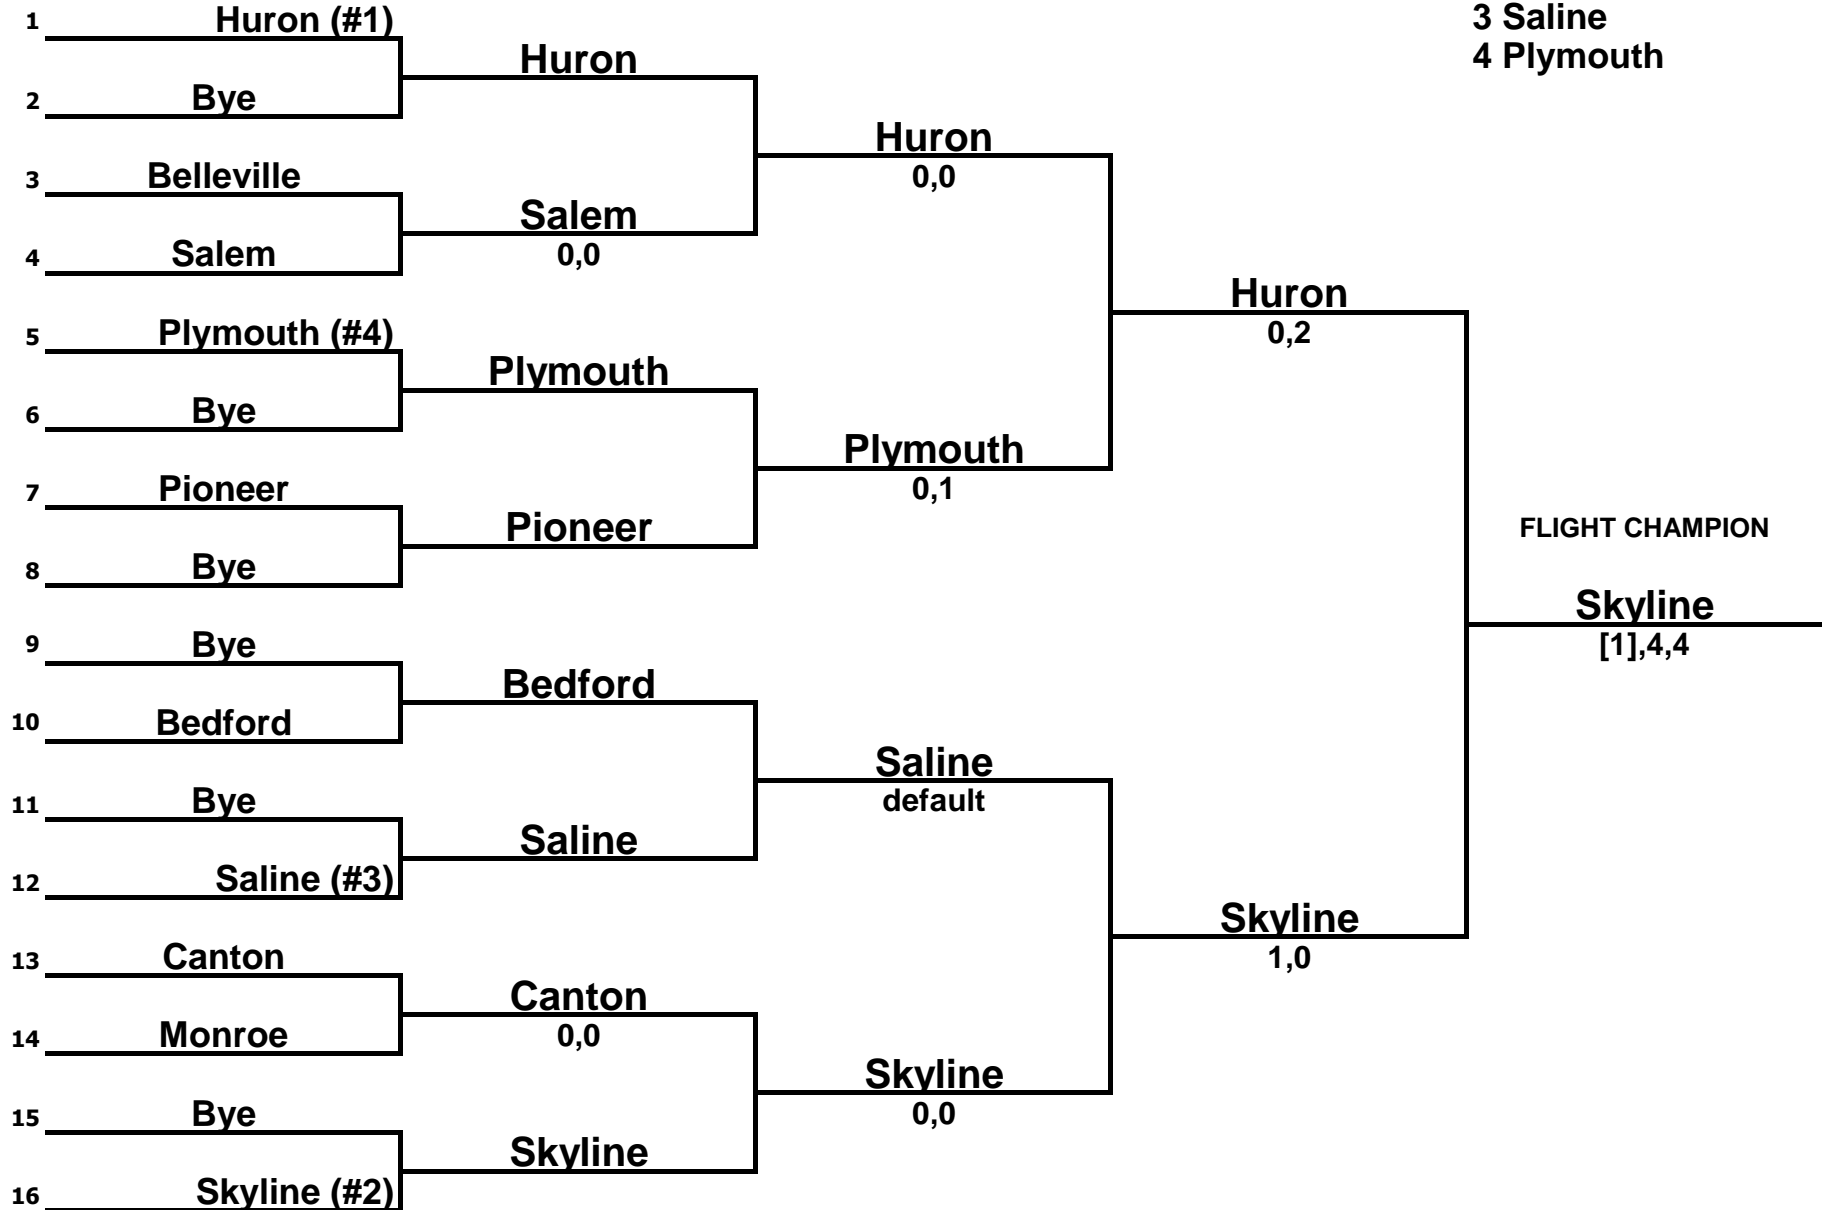 1 Huron (#1)
2 Bye
3 Belleville
4 Salem
5 Plymouth (#4)
6 Bye
7 Pioneer
8 Bye
9 Bye
10 Bedford
11 Bye
12 Saline (#3)
13 Canton
14 Monroe
15 Bye
16 Skyline (#2)
Huron
Salem
0,0
Plymouth
Pioneer
Bedford
Saline
Canton
0,0
Skyline
Huron
0,0
Plymouth
0,1
Saline
default
Skyline
0,0
Huron
0,2
Skyline
1,0
3 Saline
4 Plymouth
FLIGHT CHAMPION
Skyline
[1],4,4